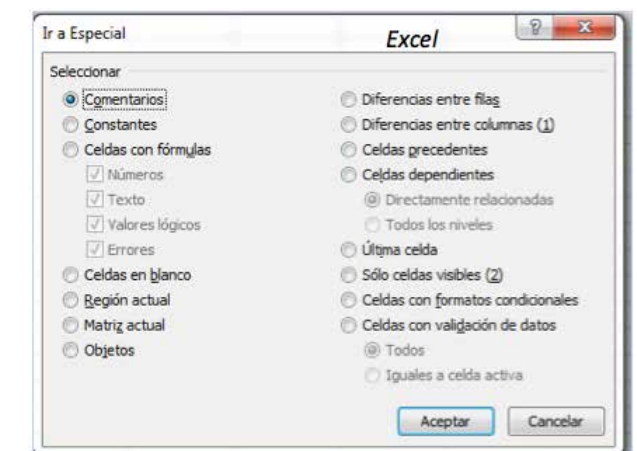 Ir a Especial
Excel
Seleccionar
Comentarios
Constantes
Celdas con fórmulas
Números
Texto
Valores lógicos
Errores
Celdas en blanco
Región actual
Matriz actual
Objetos
Diferencias entre filas
Diferencias entre columnas (1)
Celdas precedentes
Celdas dependientes
Directamente relacionadas
Todos los niveles
Última celda
Sólo celdas visibles (2)
Celdas con formatos condicionales
Celdas con validación de datos
Todos
Iguales a celda activa
Aceptar
Cancelar